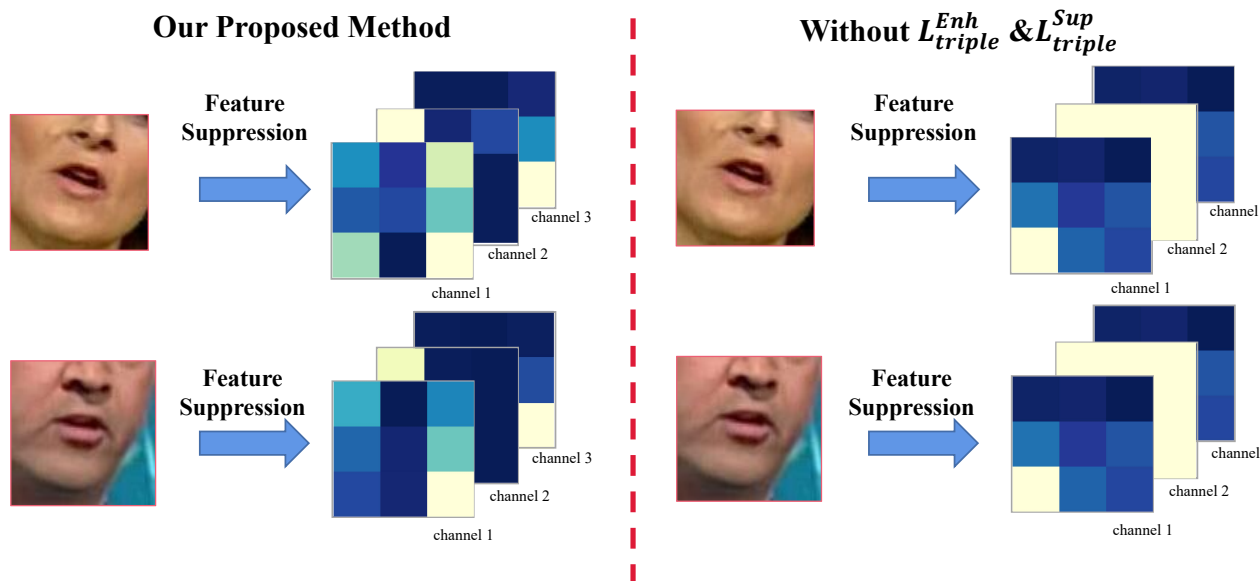 Our Proposed Method
Feature
Suppression
channel 3
channel 2
channel 1
Feature
Suppression
channel 3
channel 2
channel 1
Without L^{Enh}_{triple} & L^{Sup}_{triple}
Feature
Suppression
channel
channel 2
channel 1
Feature
Suppression
channel
channel 2
channel 1